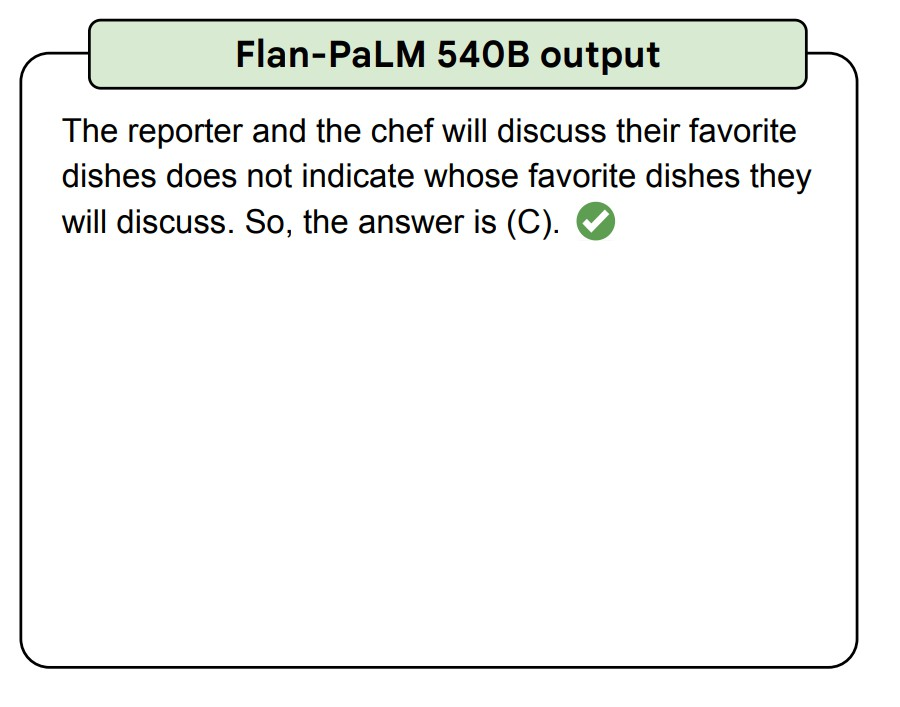 Flan-PaLM 540B output
The reporter and the chef will discuss their favorite
dishes does not indicate whose favorite dishes they
will discuss. So, the answer is (C).